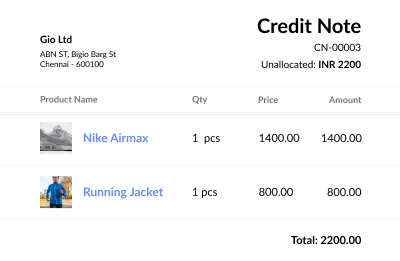 Credit Note
Gio Ltd
CN-00003
ABN ST, Bigio Barg St
Chennai - 600100
Unallocated: INR 2200
Product Name Qty Price Amount
Nike Airmax 1 pcs 1400.00 1400.00
Running Jacket 1 pcs 800.00 800.00
Total: 2200.00